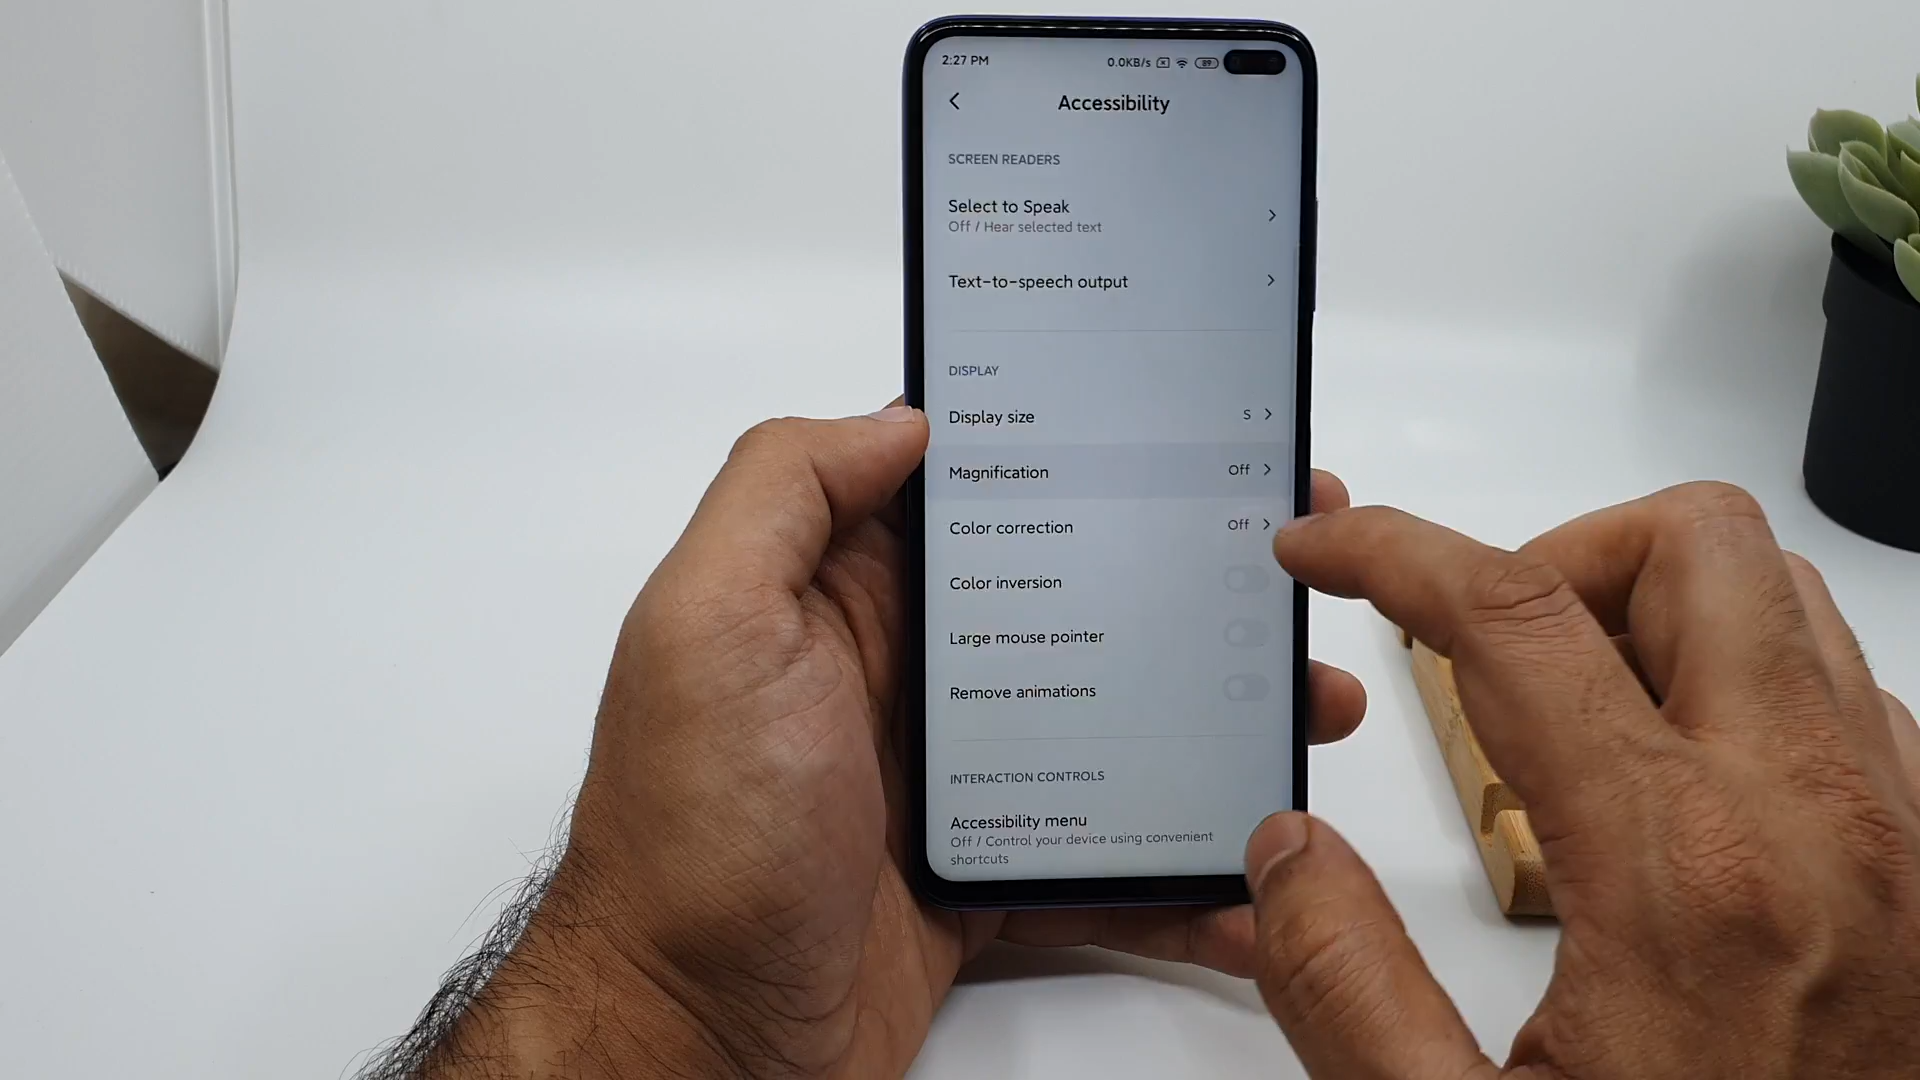 2:27 PM
0.0KB/s
89
Accessibility
SCREEN READERS
Select to Speak
Off / Hear selected text
Text-to-speech output
DISPLAY
Display size
S
Magnification
Off
Color correction
Off
Color inversion
Large mouse pointer
Remove animations
INTERACTION CONTROLS
Accessibility menu
Off / Control your device using convenient
shortcuts